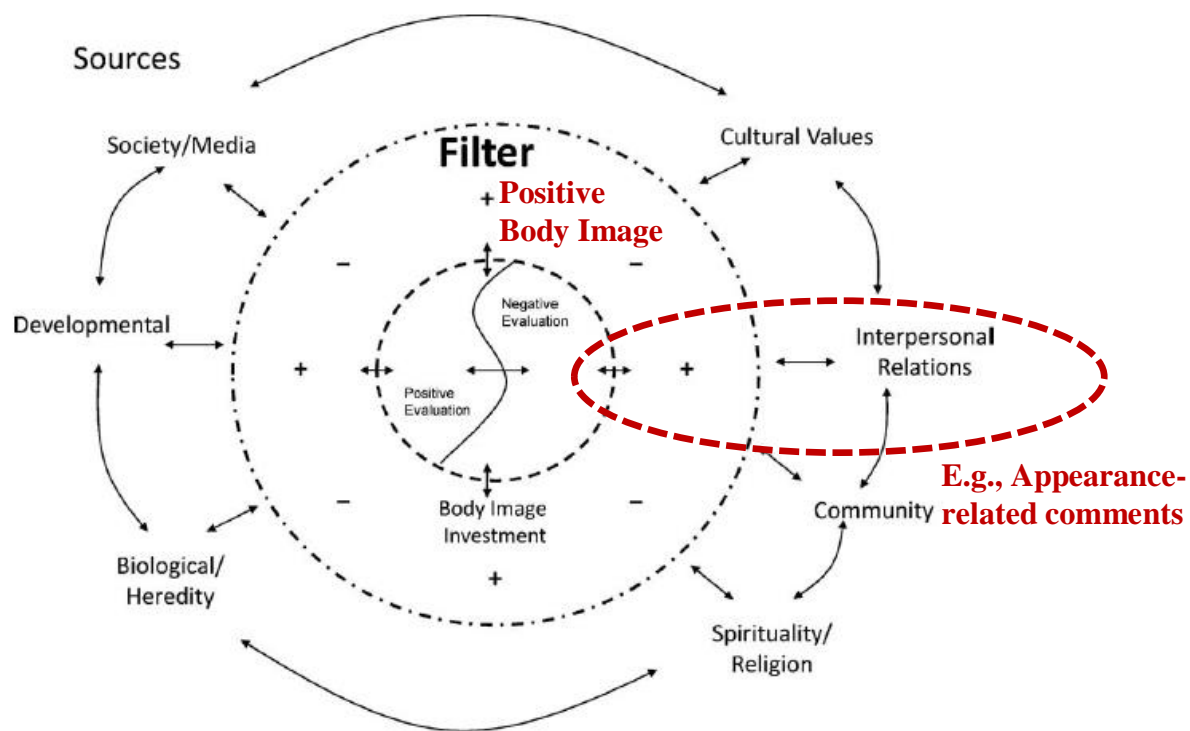 Sources
Society/Media
Cultural Values
Filter
+
Positive
Body Image
–
–
Negative
Evaluation
Developmental
Interpersonal
Relations
+
+
Positive
Evaluation
E.g., Appearance-
related comments
–
–
Body Image
Investment
Community
+
Biological/
Heredity
Spirituality/
Religion